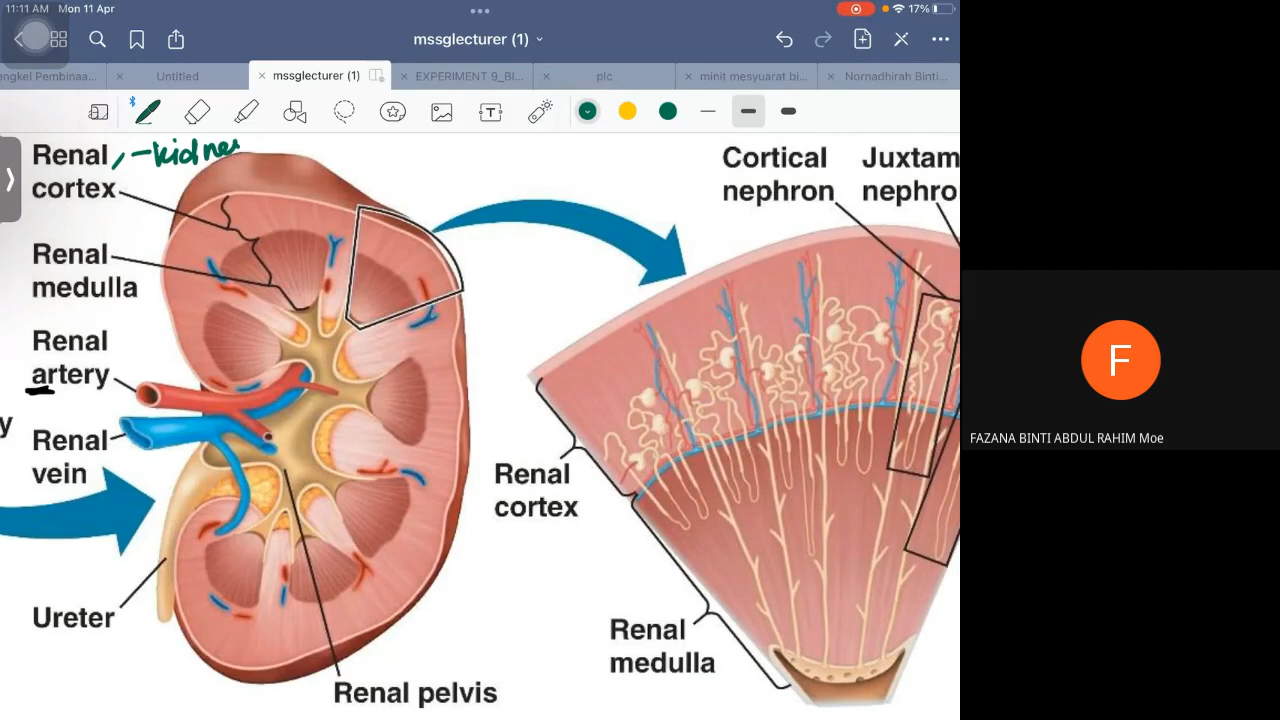 11:11 AM Mon 11 Apr
17%
mssglecturer (1)
engkel Pembinaa...
Untitled
mssglecturer (1)
EXPERIMENT 9_BI...
plc
minit mesyuarat bi...
Nornadhirah Binti...
T
Renal
cortex
-kidney
Renal
medulla
Renal
artery
y
Renal
vein
Ureter
Renal pelvis
Cortical
nephron
Juxtam
nephro
Renal
cortex
Renal
medulla
F
FAZANA BINTI ABDUL RAHIM Moe